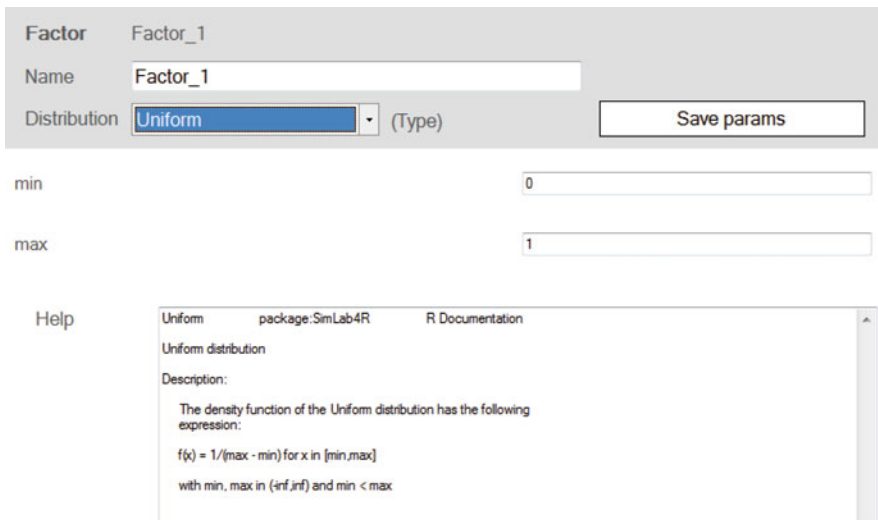 Factor Factor_1
Name Factor_1
Distribution Uniform (Type) Save params
min 0
max 1
Help
Uniform package:SimLab4R R Documentation
Uniform distribution
Description:
The density function of the Uniform distribution has the following
expression:
f(x) = 1/(max - min) for x in [min,max]
with min, max in (-inf,inf) and min < max